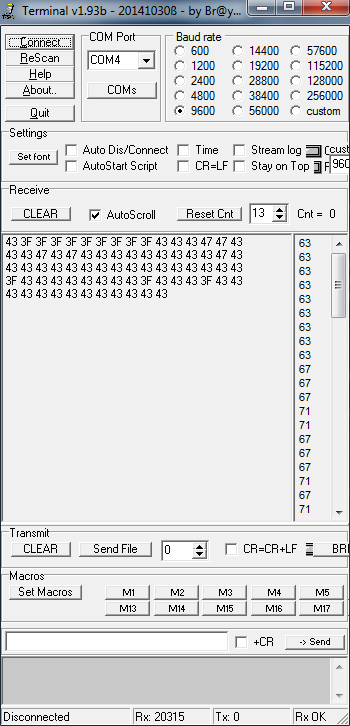 Terminal v1.93b - 20141030ß - by Br@y...
Connect
ReScan
Help
About..
Quit
COM Port
COM4
COMs
Baud rate
600 14400 57600
1200 19200 115200
2400 28800 128000
4800 38400 256000
9600 56000 custom
Settings
Set font
Auto Dis/Connect Time Stream log cust
AutoStart Script CR=LF Stay on Top 960
Receive
CLEAR AutoScroll Reset Cnt 13 Cnt = 0
43 3F 3F 3F 3F 3F 3F 3F 3F 43 43 43 47 47 43
43 43 47 43 47 43 43 43 43 43 43 43 47 43 43
43 43 43 43 43 43 43 43 43 43 43 43 43 47 43
3F 43 43 43 43 43 43 3F 43 43 43 3F 43 43
43 43 43 43 43 43 43 43 43 43
63
63
63
63
63
63
63
63
63
67
67
67
71
71
67
67
67
71
67
71
Transmit
CLEAR Send File 0 CR=CR+LF BRI
Macros
Set Macros
M1 M2 M3 M4 M5
M13 M14 M15 M16 M17
+CR -> Send
Disconnected Rx: 20315 Tx: 0 Rx OK